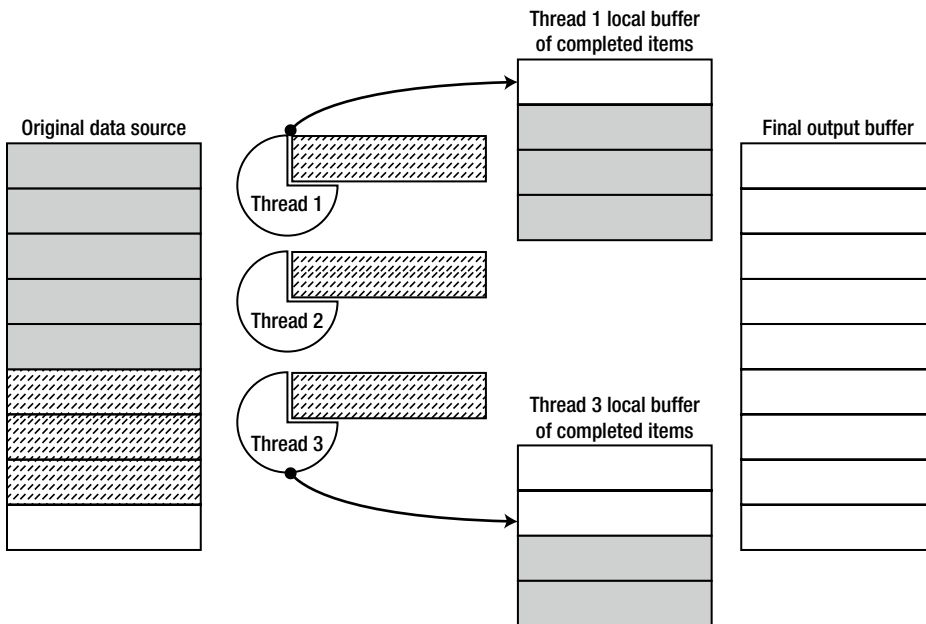 Thread 1 local buffer
of completed items
Original data source
Final output buffer
Thread 1
Thread 2
Thread 3
Thread 3 local buffer
of completed items